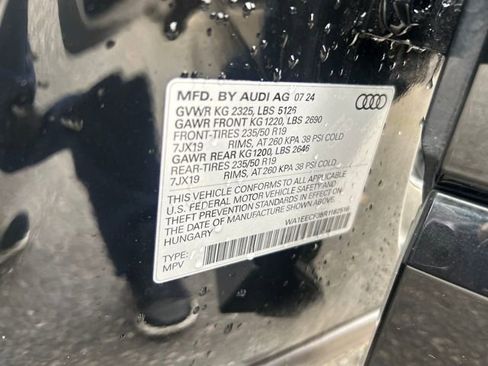 MFD. BY AUDI AG 07 24
GVWR KG 2325, LBS 5126
GAWR FRONT KG 1220, LBS 2690
FRONT-TIRES 235/50 R19
7JX19 RIMS, AT 260 KPA 38 PSI COLD
GAWR REAR KG 1200, LBS 2646
REAR-TIRES 235/50 R19
7JX19 RIMS, AT 260 KPA 38 PSI COLD
THIS VEHICLE CONFORMS TO ALL APPLICABLE
U.S. FEDERAL MOTOR VEHICLE SAFETY AND
THEFT PREVENTION STANDARDS IN EFFECT ON
THE DATE OF MANUFACTURE SHOWN ABOVE.
HUNGARY
TYPE:
MPV